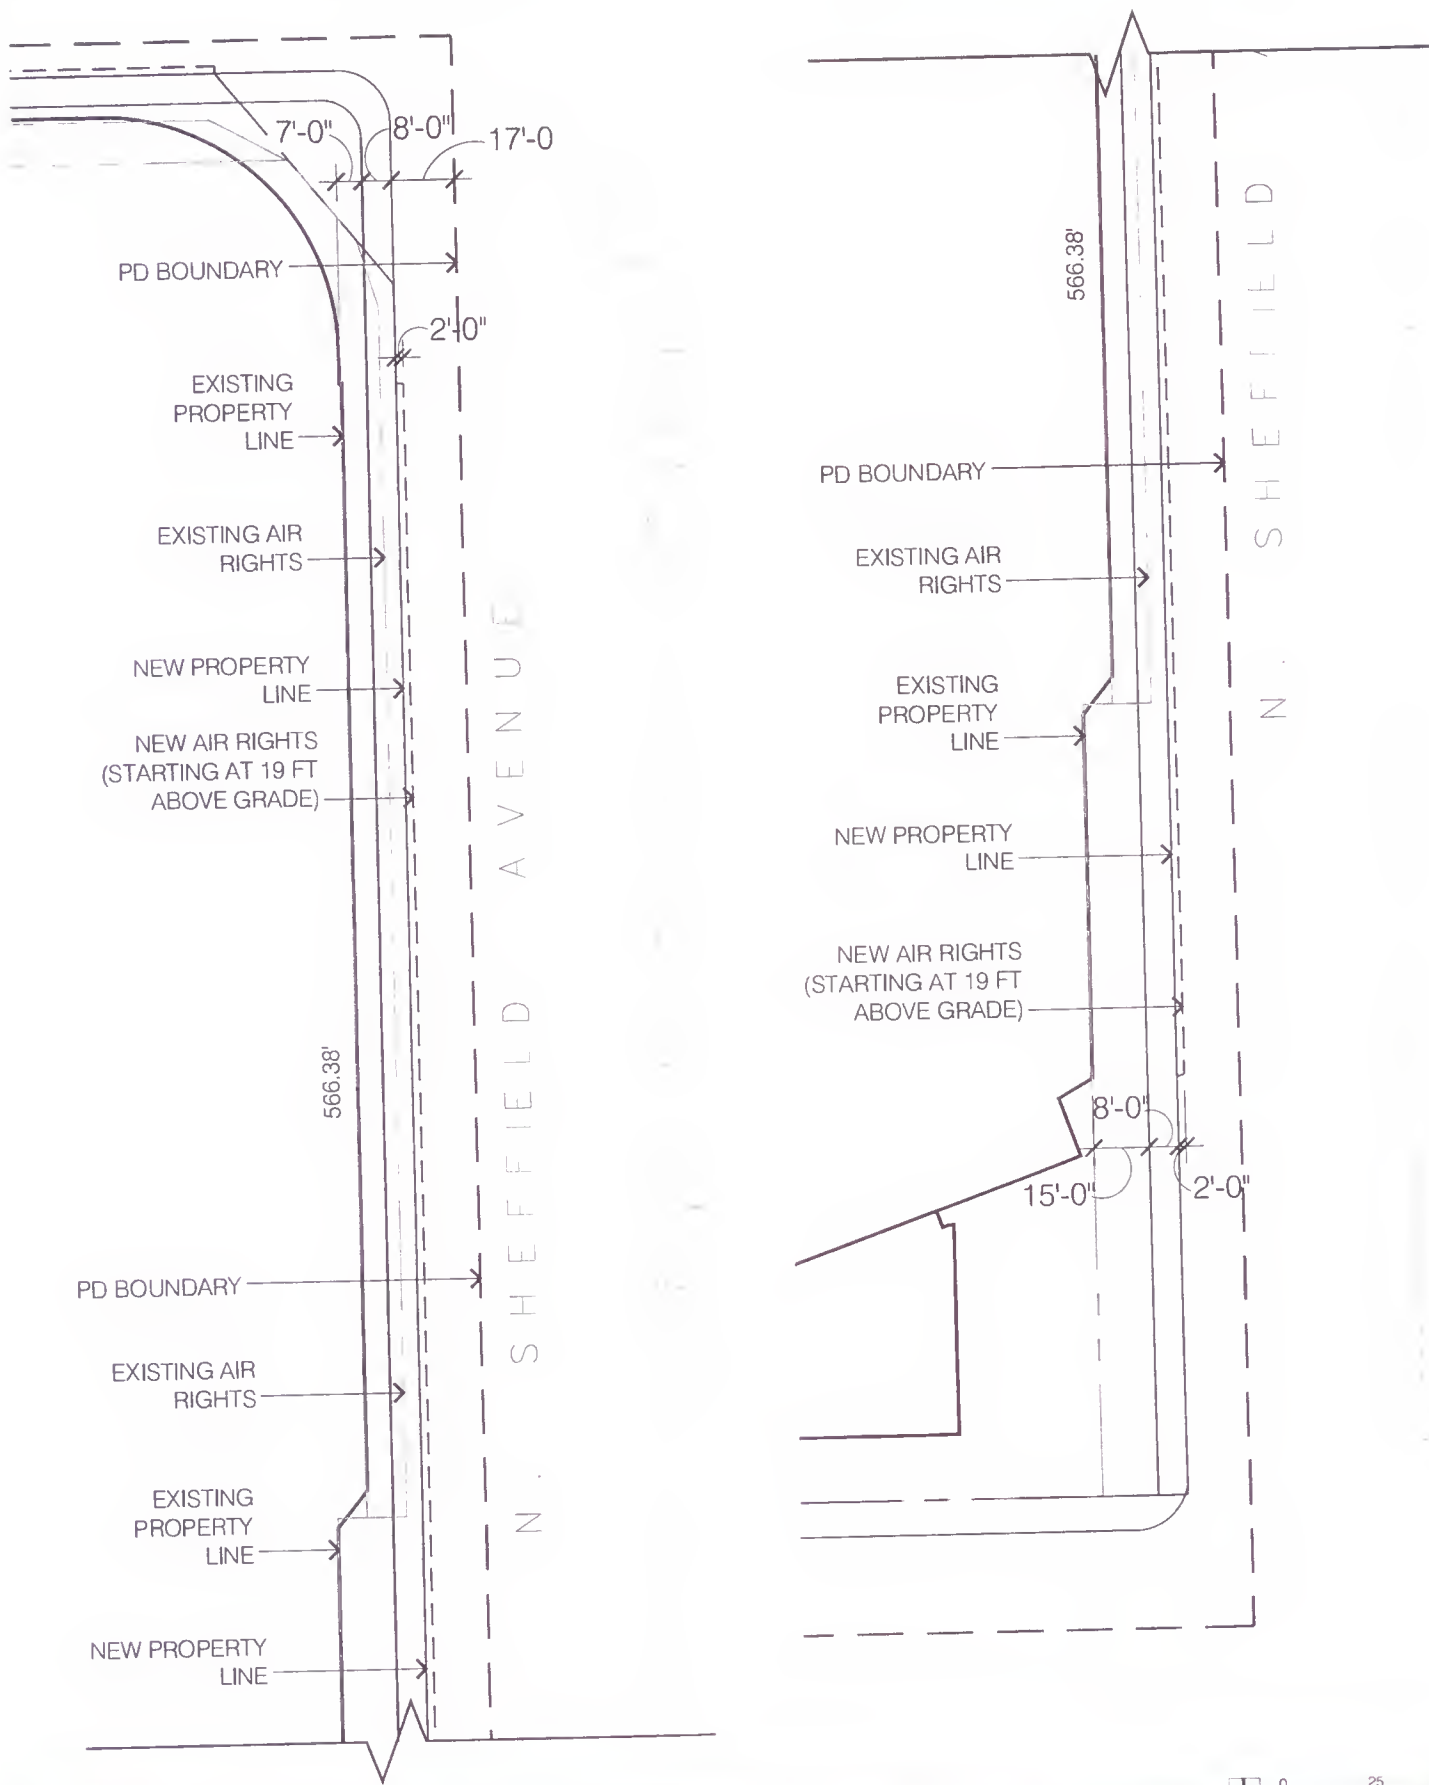 7'-0"
8'-0"
17'-0
PD BOUNDARY
2'-0"
EXISTING
PROPERTY
LINE
EXISTING AIR
RIGHTS
NEW PROPERTY
LINE
NEW AIR RIGHTS
(STARTING AT 19 FT
ABOVE GRADE)
566.38'
N. SHEFFIELD AVENUE
PD BOUNDARY
EXISTING AIR
RIGHTS
EXISTING
PROPERTY
LINE
NEW PROPERTY
LINE
566.38'
N. SHEFFIELD
PD BOUNDARY
EXISTING AIR
RIGHTS
EXISTING
PROPERTY
LINE
NEW PROPERTY
LINE
NEW AIR RIGHTS
(STARTING AT 19 FT
ABOVE GRADE)
8'-0"
15'-0"
2'-0"
0
25